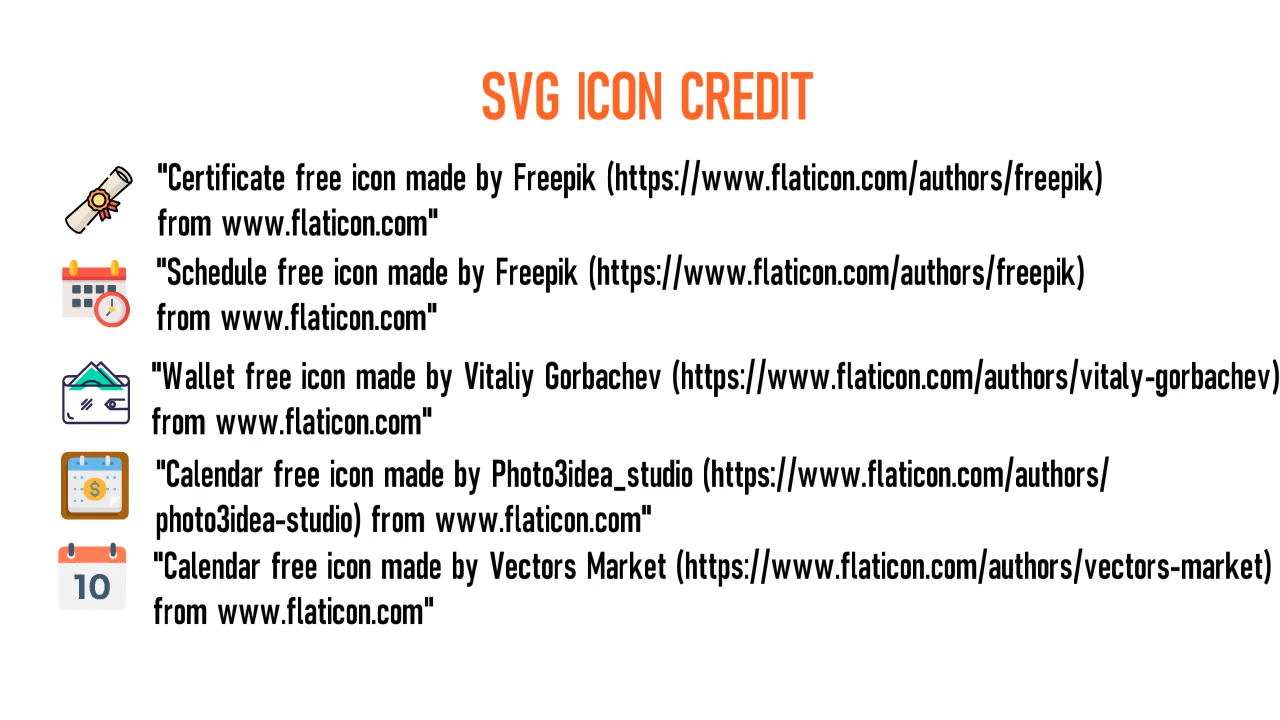 SVG ICON CREDIT
"Certificate free icon made by Freepik (https://www.flaticon.com/authors/freepik)
from www.flaticon.com"
"Schedule free icon made by Freepik (https://www.flaticon.com/authors/freepik)
from www.flaticon.com"
"Wallet free icon made by Vitaliy Gorbachev (https://www.flaticon.com/authors/vitaly-gorbachev)
from www.flaticon.com"
"Calendar free icon made by Photo3idea_studio (https://www.flaticon.com/authors/
photo3idea-studio) from www.flaticon.com"
10
"Calendar free icon made by Vectors Market (https://www.flaticon.com/authors/vectors-market)
from www.flaticon.com"